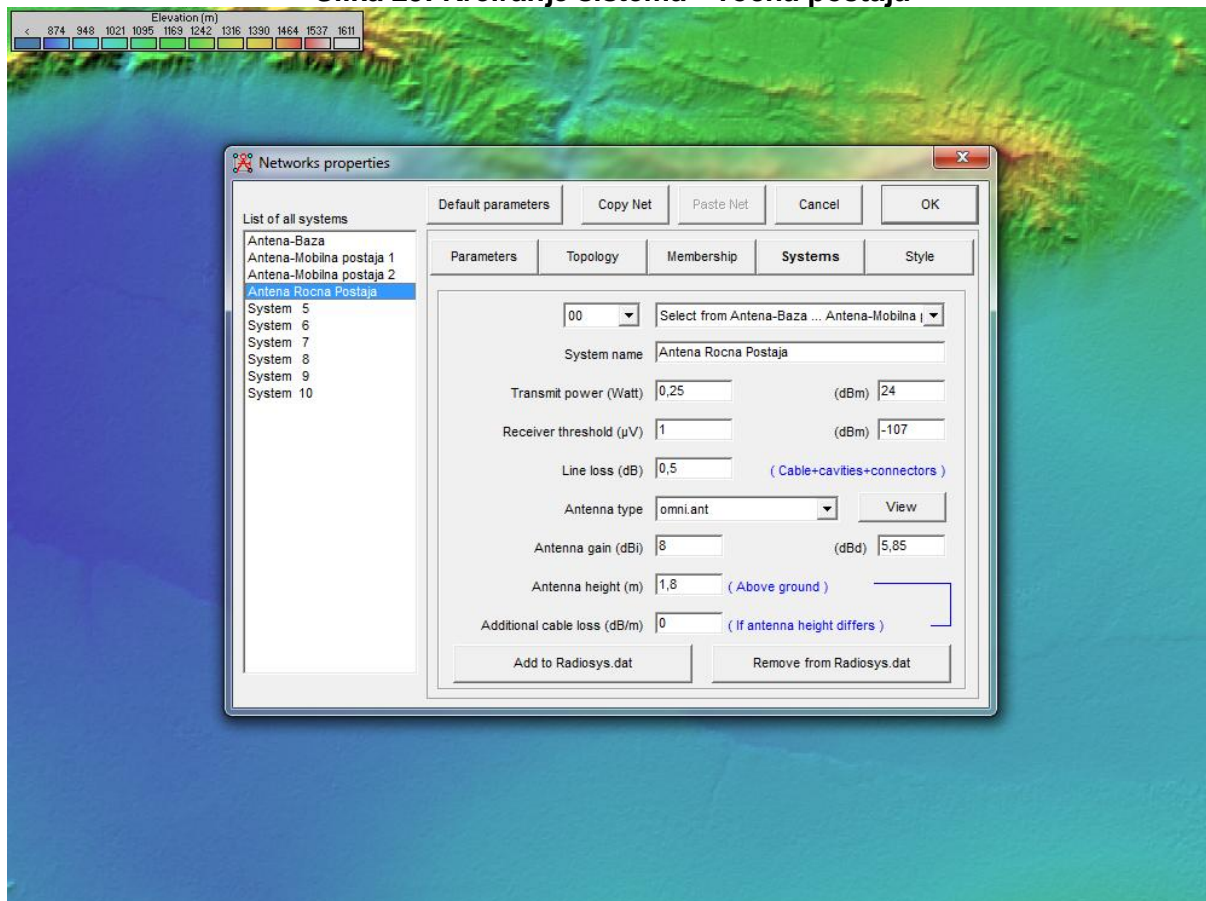 Elevation (m)
< 874 948 1021 1095 1169 1242 1316 1390 1464 1537 1611
Networks properties
Default parameters Copy Net Paste Net Cancel OK
List of all systems
Antena-Baza
Antena-Mobilna postaja 1
Antena-Mobilna postaja 2
Antena Rocna Postaja
System 5
System 6
System 7
System 8
System 9
System 10
Parameters Topology Membership Systems Style
00 Select from Antena-Baza ... Antena-Mobilna
System name Antena Rocna Postaja
Transmit power (Watt) 0,25 (dBm) 24
Receiver threshold (µV) 1 (dBm) -107
Line loss (dB) 0,5 ( Cable+cavities+connectors )
Antenna type omni.ant View
Antenna gain (dBi) 8 (dBd) 5,85
Antenna height (m) 1,8 ( Above ground )
Additional cable loss (dB/m) 0 ( If antenna height differs )
Add to Radiosys.dat Remove from Radiosys.dat